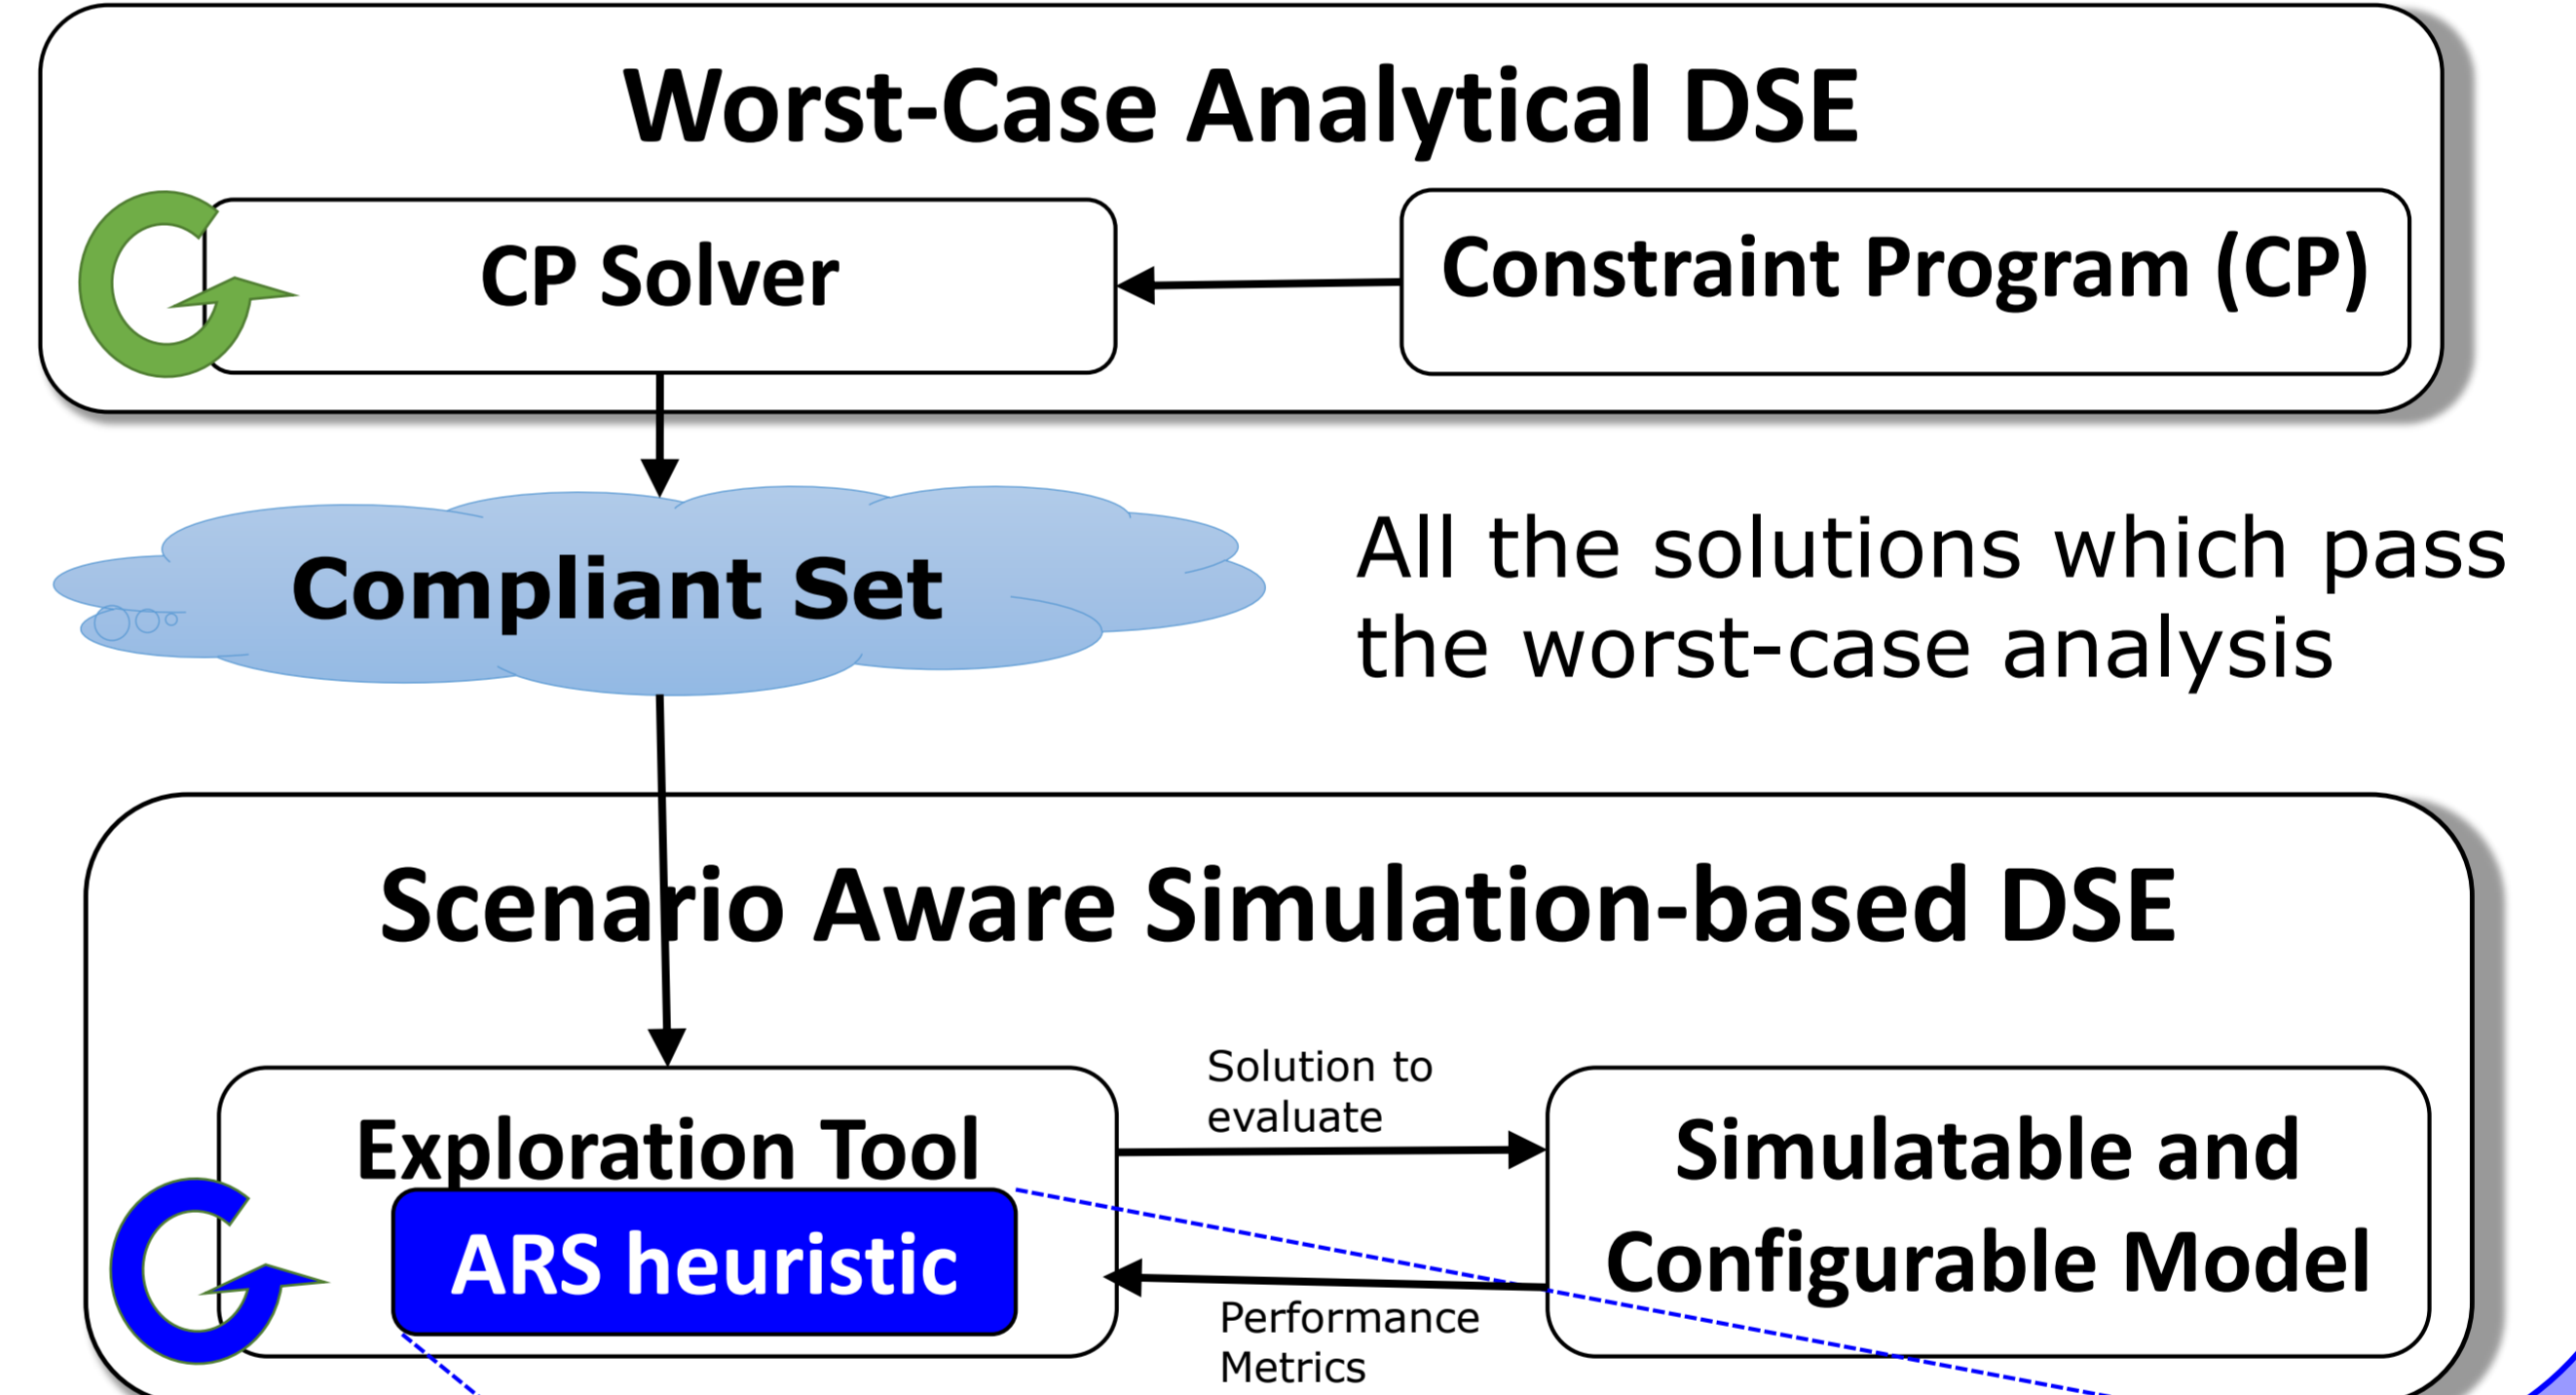 Worst-Case Analytical DSE
CP Solver
Constraint Program (CP)
Compliant Set
All the solutions which pass
the worst-case analysis
Scenario Aware Simulation-based DSE
Exploration Tool
ARS heuristic
Solution to
evaluate
Performance
Metrics
Simulatable and
Configurable Model